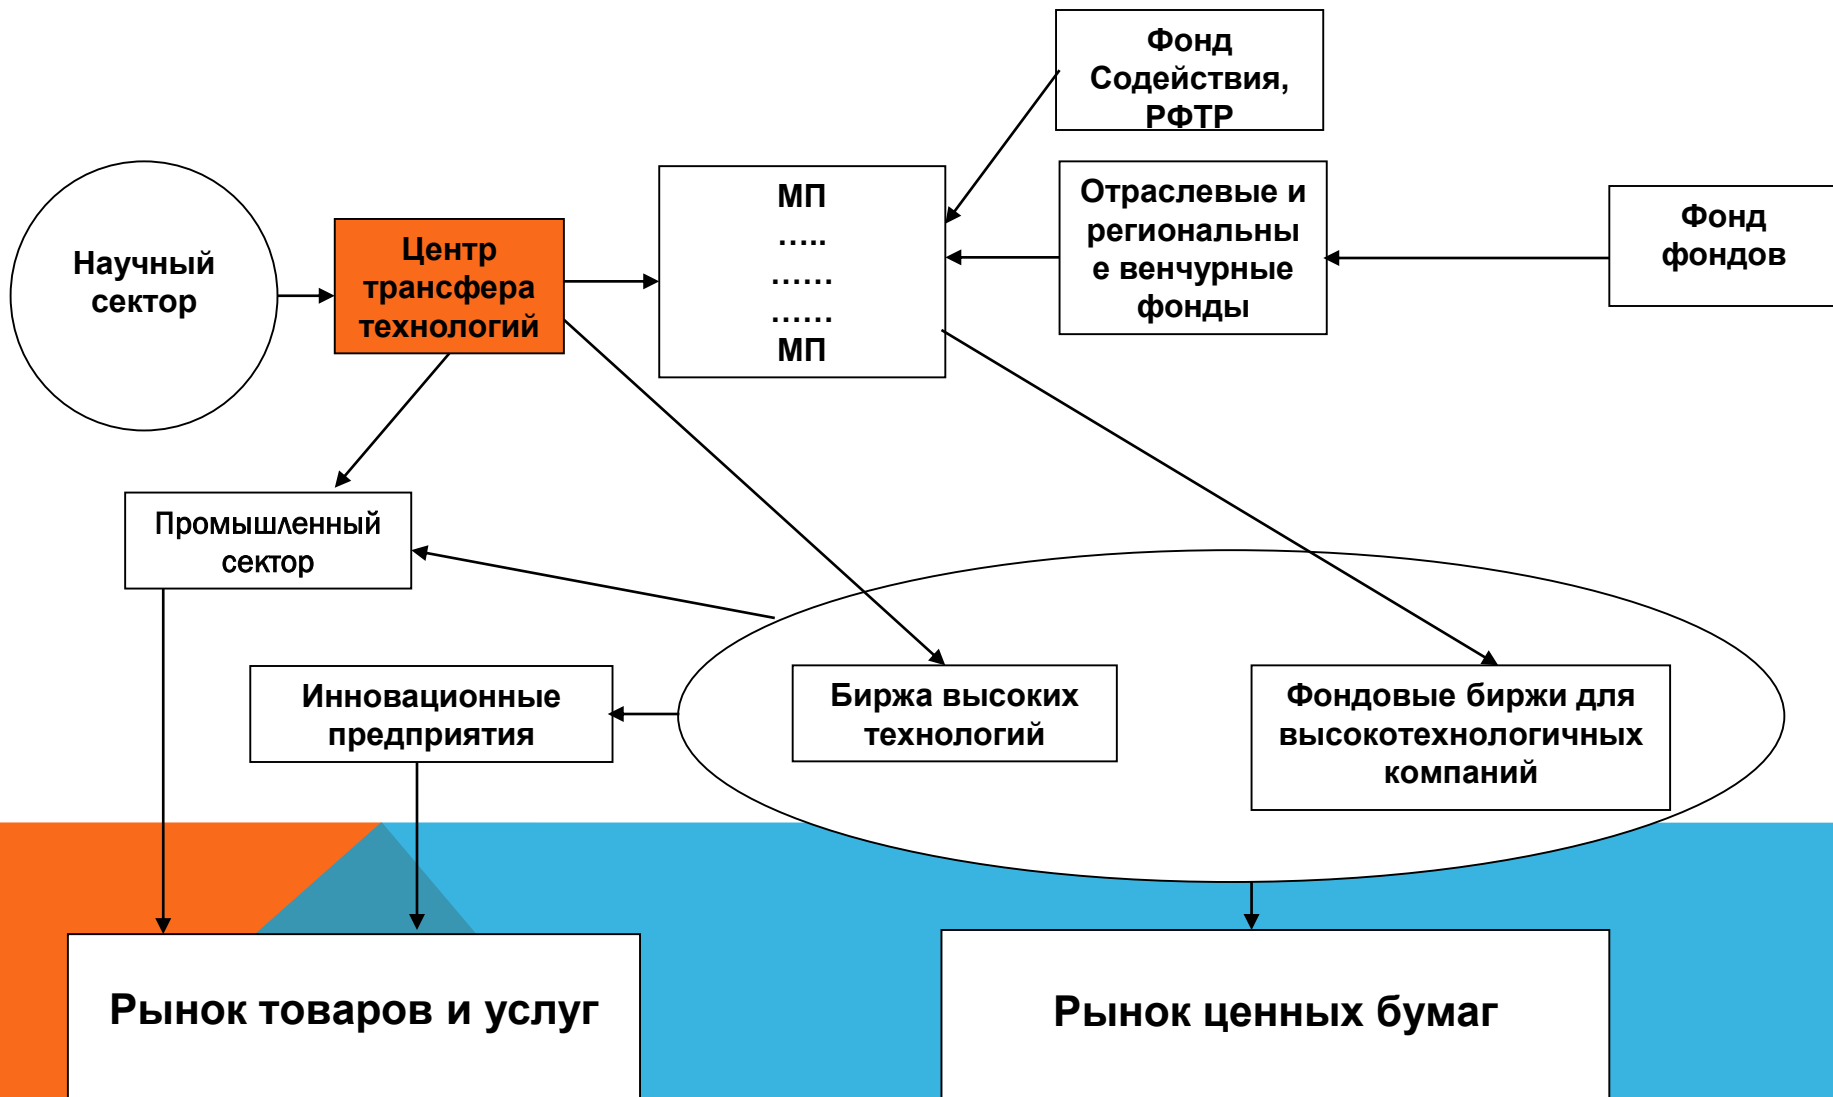 Фонд
Содействия,
РФТР
Научный
сектор
Центр
трансфера
технологий
МП
…..
……
……
МП
Отраслевые и
региональны
е венчурные
фонды
Фонд
фондов
Промышленный
сектор
Инновационные
предприятия
Биржа высоких
технологий
Фондовые биржи для
высокотехнологичных
компаний
Рынок товаров и услуг
Рынок ценных бумаг